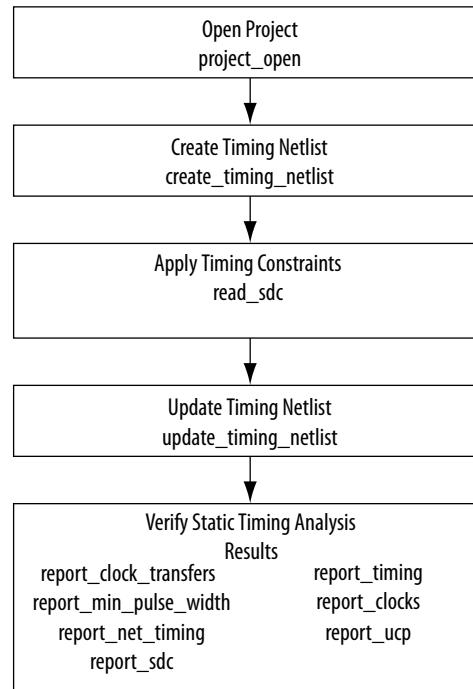 Open Project
project_open
Create Timing Netlist
create_timing_netlist
Apply Timing Constraints
read_sdc
Update Timing Netlist
update_timing_netlist
Verify Static Timing Analysis
Results
report_clock_transfers
report_min_pulse_width
report_net_timing
report_sdc
report_timing
report_clocks
report_ucp